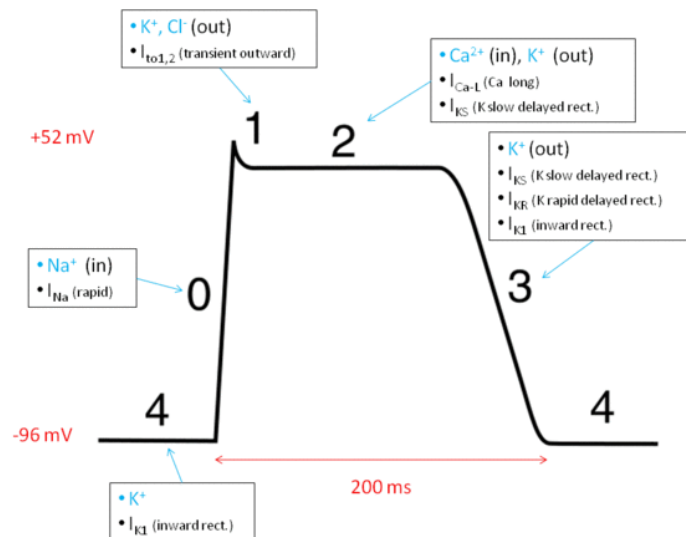 • K⁺, Cl⁻ (out)
• I_to1,2 (transient outward)
• Ca²⁺ (in), K⁺ (out)
• I_Ca-L (Ca long)
• I_KS (K slow delayed rect.)
+52 mV
1
2
• K⁺ (out)
• I_KS (K slow delayed rect.)
• I_KR (K rapid delayed rect.)
• I_K1 (inward rect.)
• Na⁺ (in)
• I_Na (rapid)
0
3
4
4
-96 mV
200 ms
• K⁺
• I_K1 (inward rect.)